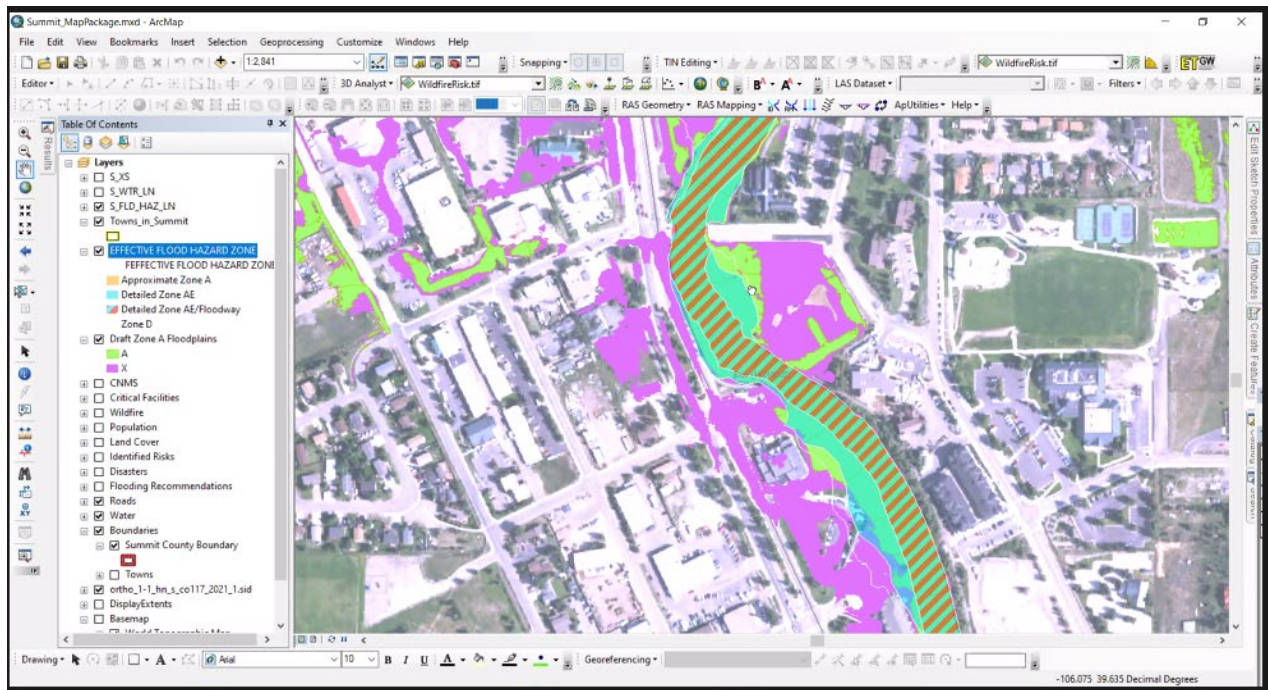 Summit_MapPackage.mxd - ArcMap
File Edit View Bookmarks Insert Selection Geoprocessing Customize Windows Help
1:2,841 Snapping TIN Editing WildfireRisk.tif ETGW
Editor 3D Analyst WildfireRisk.tif B A LAS Dataset Filters
RAS Geometry RAS Mapping ApUtilities Help
Table Of Contents
Results
Layers
S_XS
S_WTR_LN
S_FLD_HAZ_LN
Towns_in_Summit
EFFECTIVE FLOOD HAZARD ZONE
FEFFECTIVE FLOOD HAZARD ZONE
Approximate Zone A
Detailed Zone AE
Detailed Zone AE/Floodway
Zone D
Draft Zone A Floodplains
A
X
CNMS
Critical Facilities
Wildfire
Population
Land Cover
Identified Risks
Disasters
Flooding Recommendations
Roads
Water
Boundaries
Summit County Boundary
Towns
ortho_1-1_hn_s_co117_2021_1.sid
DisplayExtents
Basemap
Edit Sketch Properties
Attributes
Create Features
Drawing A Arial 10 B I U A Georeferencing
-106.075 39.635 Decimal Degrees